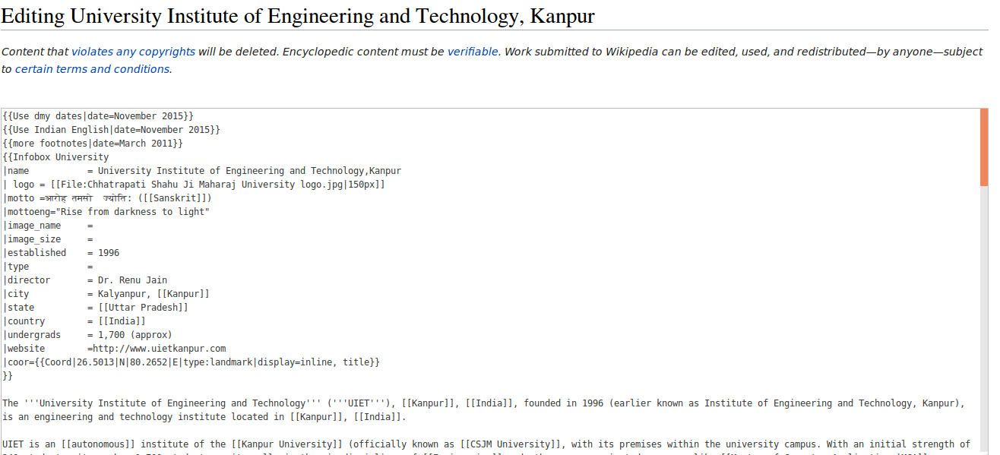 Editing University Institute of Engineering and Technology, Kanpur
Content that violates any copyrights will be deleted. Encyclopedic content must be verifiable. Work submitted to Wikipedia can be edited, used, and redistributed—by anyone—subject
to certain terms and conditions.
{{Use dmy dates|date=November 2015}}
{{Use Indian English|date=November 2015}}
{{more footnotes|date=March 2011}}
{{Infobox University
|name           = University Institute of Engineering and Technology,Kanpur
| logo = [[File:Chhatrapati Shahu Ji Maharaj University logo.jpg|150px]]
|motto =आरोह तमसो  ज्योति: ([[Sanskrit]])
|mottoeng="Rise from darkness to light"
|image_name     =
|image_size     =
|established    = 1996
|type           =
|director       = Dr. Renu Jain
|city           = Kalyanpur, [[Kanpur]]
|state          = [[Uttar Pradesh]]
|country        = [[India]]
|undergrads     = 1,700 (approx)
|website        =http://www.uietkanpur.com
|coor={{Coord|26.5013|N|80.2652|E|type:landmark|display=inline, title}}
}}
The '''University Institute of Engineering and Technology''' ('''UIET'''), [[Kanpur]], [[India]], founded in 1996 (earlier known as Institute of Engineering and Technology, Kanpur),
is an engineering and technology institute located in [[Kanpur]], [[India]].
UIET is an [[autonomous]] institute of the [[Kanpur University]] (officially known as [[CSJM University]], with its premises within the university campus. With an initial strength of